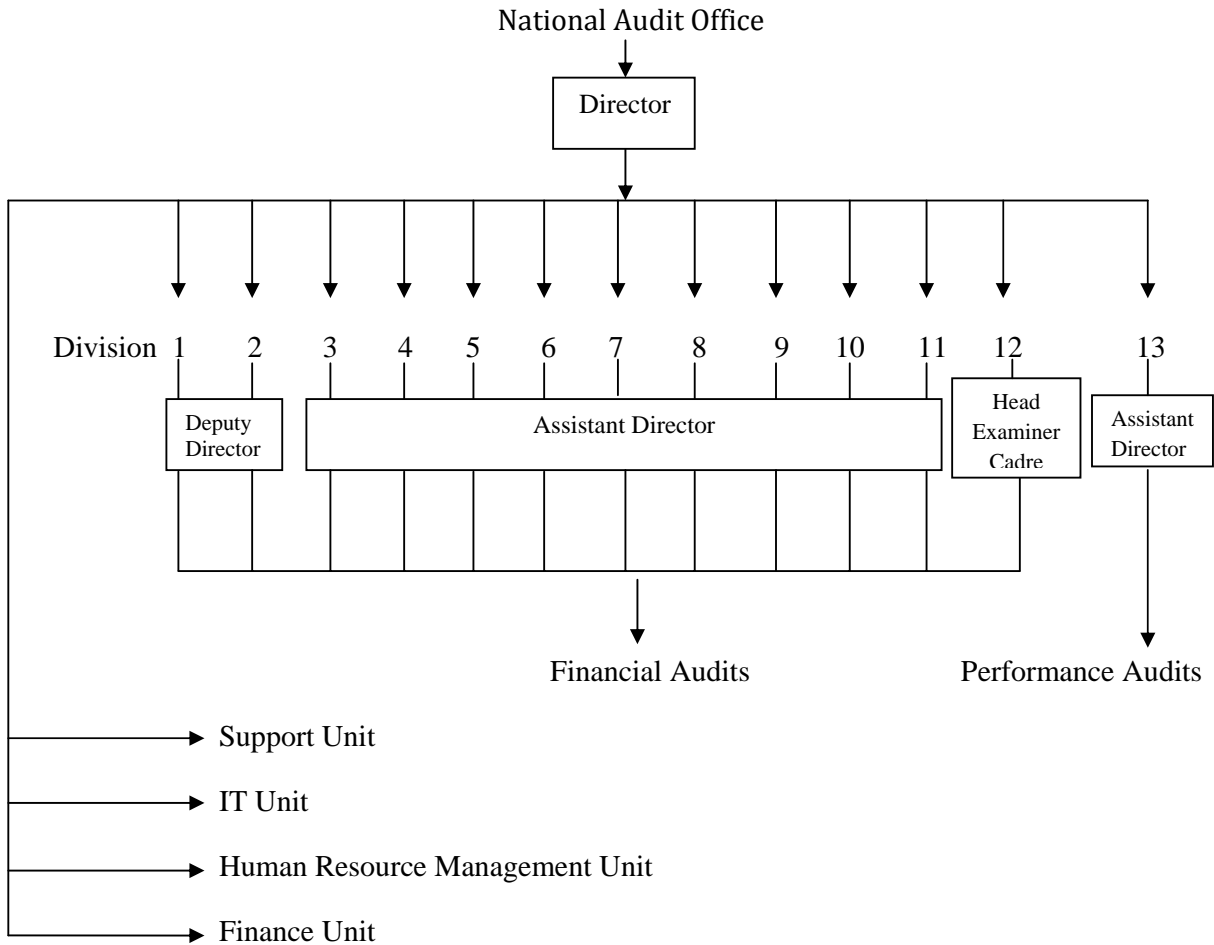 National Audit Office
Director
Division 1 2 3 4 5 6 7 8 9 10 11 12 13
Deputy
Director
Assistant Director
Head
Examiner
Cadre
Assistant
Director
Financial Audits
Performance Audits
Support Unit
IT Unit
Human Resource Management Unit
Finance Unit